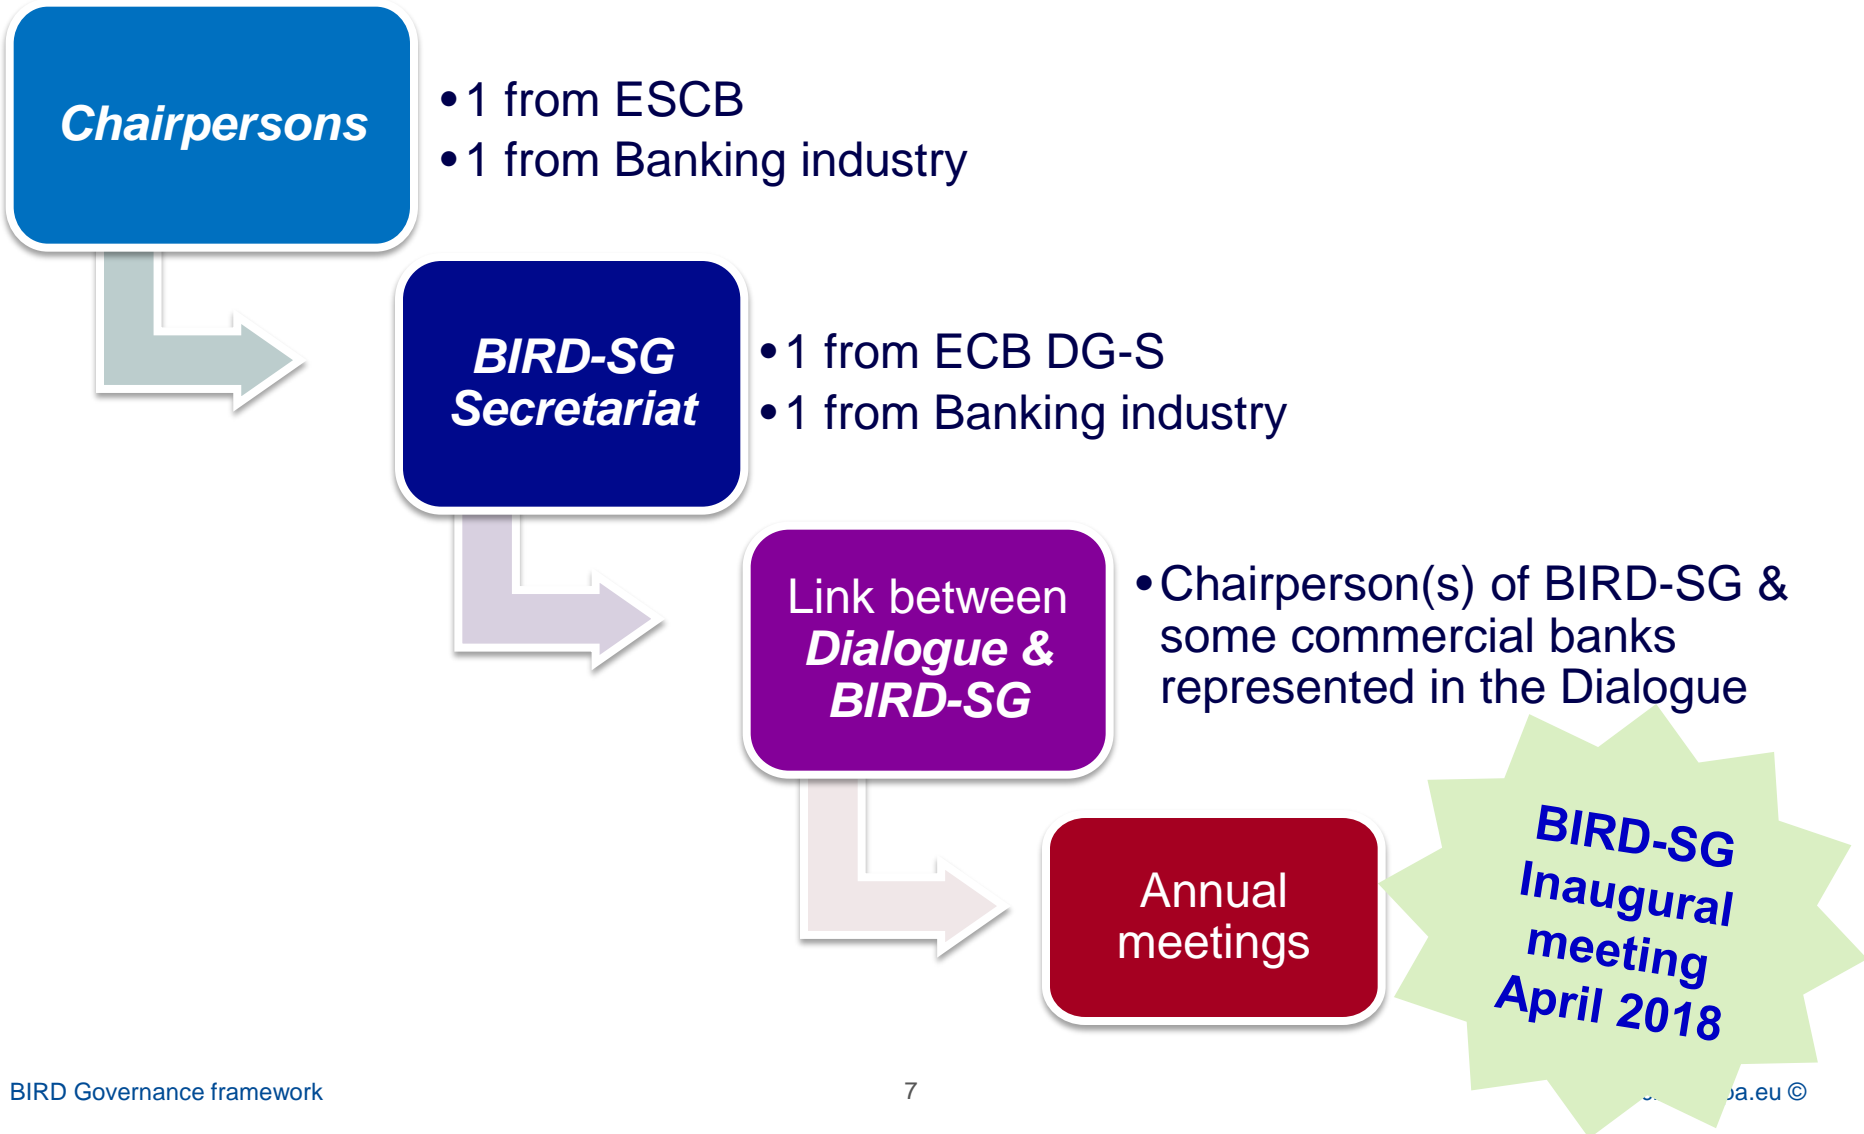 Chairpersons
•1 from ESCB
•1 from Banking industry
BIRD-SG
Secretariat
•1 from ECB DG-S
•1 from Banking industry
Link between
Dialogue &
BIRD-SG
•Chairperson(s) of BIRD-SG &
some commercial banks
represented in the Dialogue
Annual
meetings
BIRD-SG
Inaugural
meeting
April 2018
BIRD Governance framework
7
pa.eu ©